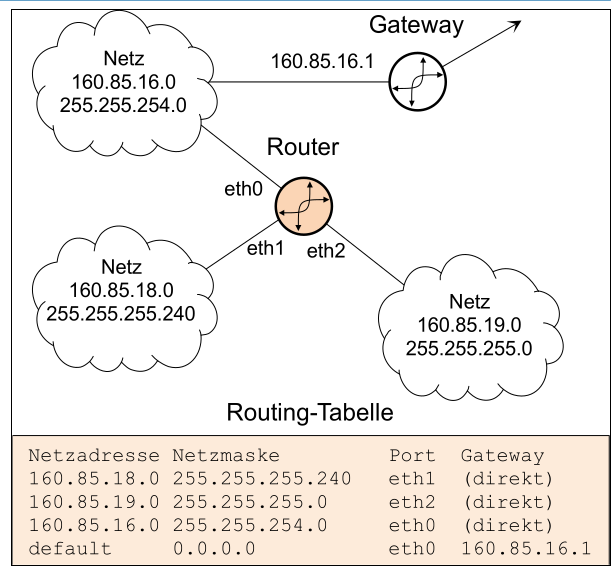 Gateway
160.85.16.1
Netz
160.85.16.0
255.255.254.0
Router
eth0
eth1 eth2
Netz
160.85.18.0
255.255.255.240
Netz
160.85.19.0
255.255.255.0
Routing-Tabelle
Netzadresse Netzmaske Port Gateway
160.85.18.0 255.255.255.240 eth1 (direkt)
160.85.19.0 255.255.255.0 eth2 (direkt)
160.85.16.0 255.255.254.0 eth0 (direkt)
default 0.0.0.0 eth0 160.85.16.1